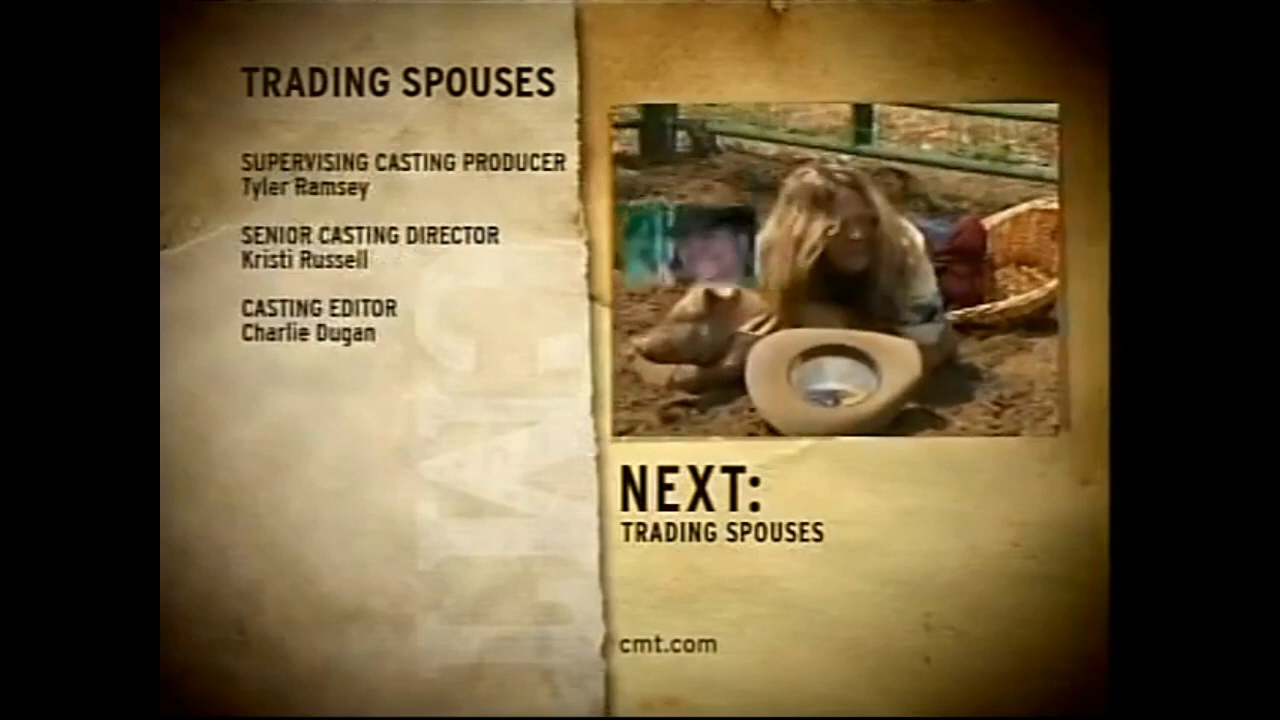 TRADING SPOUSES
SUPERVISING CASTING PRODUCER
Tyler Ramsey
SENIOR CASTING DIRECTOR
Kristi Russell
CASTING EDITOR
Charlie Dugan
CMT
NEXT:
TRADING SPOUSES
cmt.com